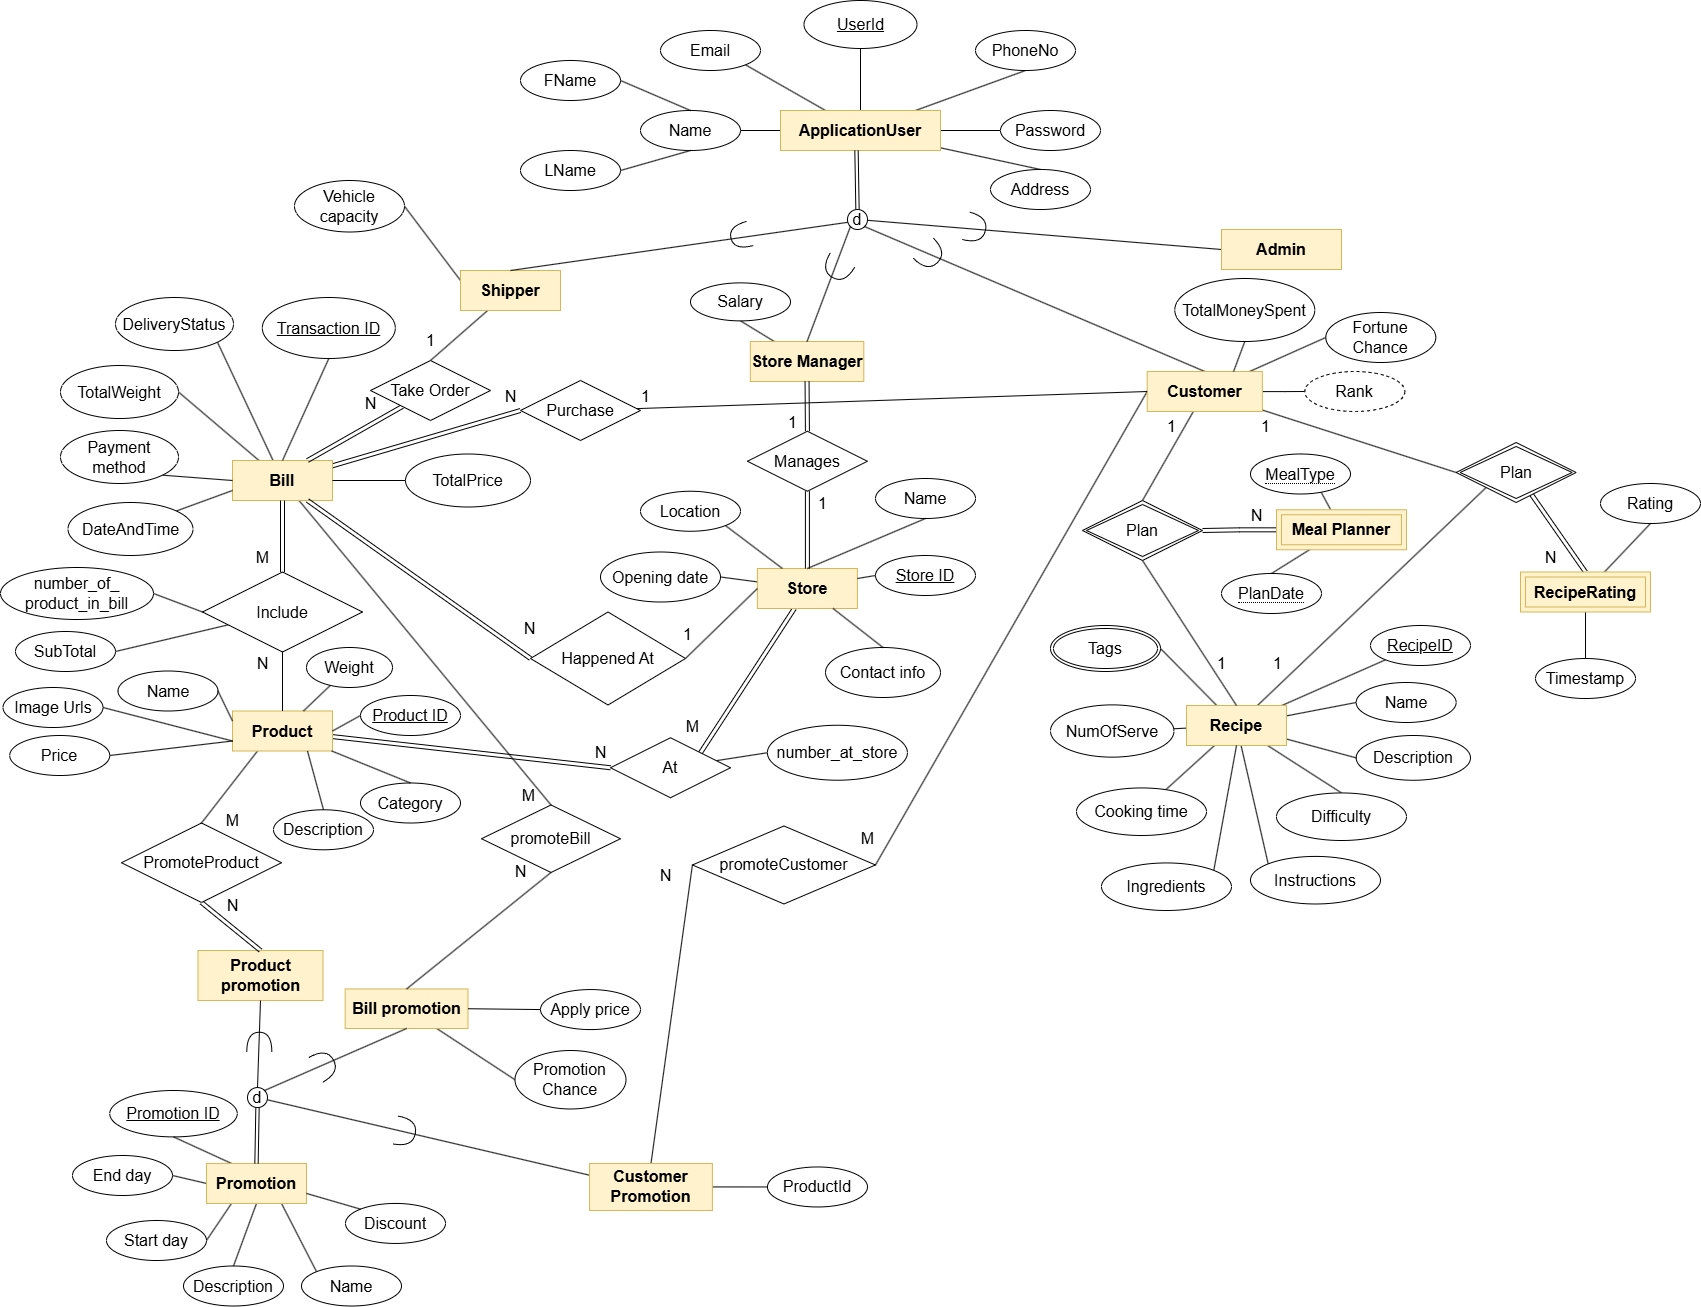 UserId
Email
PhoneNo
FName
Name
ApplicationUser
Password
LName
Address
Vehicle
capacity
d
Admin
Shipper
Salary
TotalMoneySpent
DeliveryStatus
Transaction ID
Fortune
Chance
1
Store Manager
TotalWeight
Take Order
N
N
Purchase
1
Customer
Rank
1
Payment
method
Manages
1
1
Plan
MealType
Bill
TotalPrice
Location
1
Name
Rating
DateAndTime
Plan
N
Meal Planner
M
N
number_of_
product_in_bill
Opening date
Store
Store ID
PlanDate
RecipeRating
Include
SubTotal
N
N
1
Happened At
Contact info
Tags
1
1
RecipeID
Timestamp
Weight
Name
Image Urls
Product ID
Name
Product
M
NumOfServe
Recipe
Price
N
At
number_at_store
Description
Category
M
Cooking time
Difficulty
M
Description
promoteBill
M
PromoteProduct
N
N
promoteCustomer
Ingredients
Instructions
N
Product
promotion
Bill promotion
Apply price
Promotion
Chance
d
Promotion ID
End day
Promotion
Customer
Promotion
ProductId
Discount
Start day
Description
Name